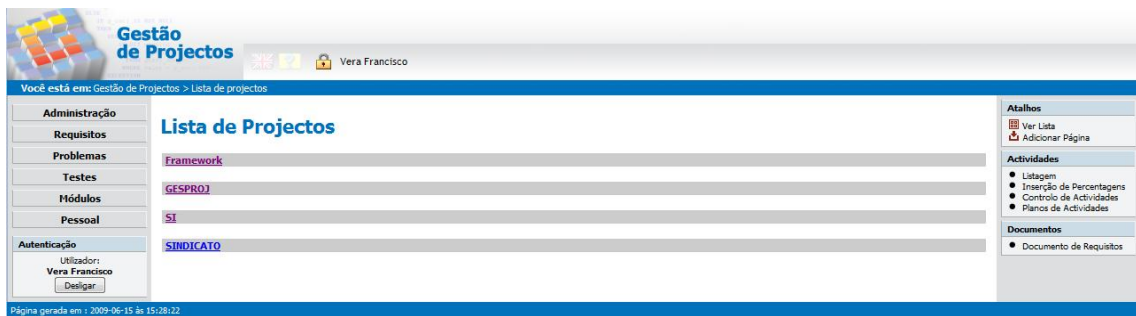 Gestão
de Projectos
Vera Francisco
Você está em: Gestão de Projectos > Lista de projectos
Administração
Requisitos
Problemas
Testes
Módulos
Pessoal
Autenticação
Utilizador:
Vera Francisco
Desligar
Lista de Projectos
Framework
GESPROJ
SI
SINDICATO
Atalhos
Ver Lista
Adicionar Página
Actividades
Listagem
Inserção de Percentagens
Controlo de Actividades
Planos de Actividades
Documentos
Documento de Requisitos
Página gerada em : 2009-06-15 às 15:28:22